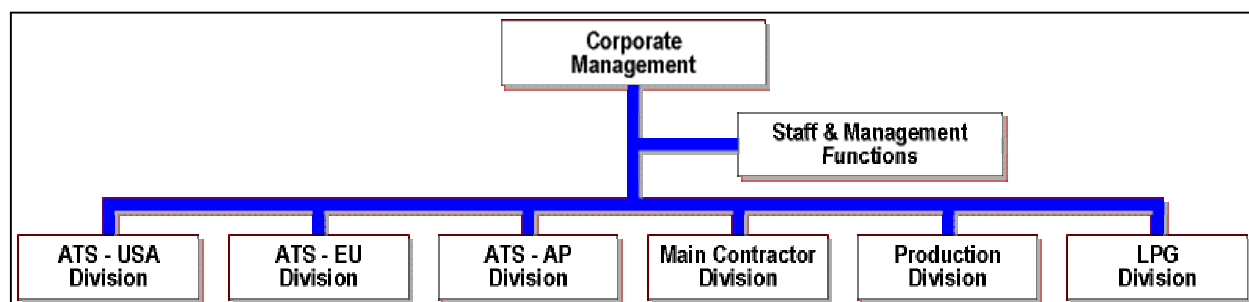 Corporate
Management
Staff & Management
Functions
ATS - USA
Division
ATS - EU
Division
ATS - AP
Division
Main Contractor
Division
Production
Division
LPG
Division